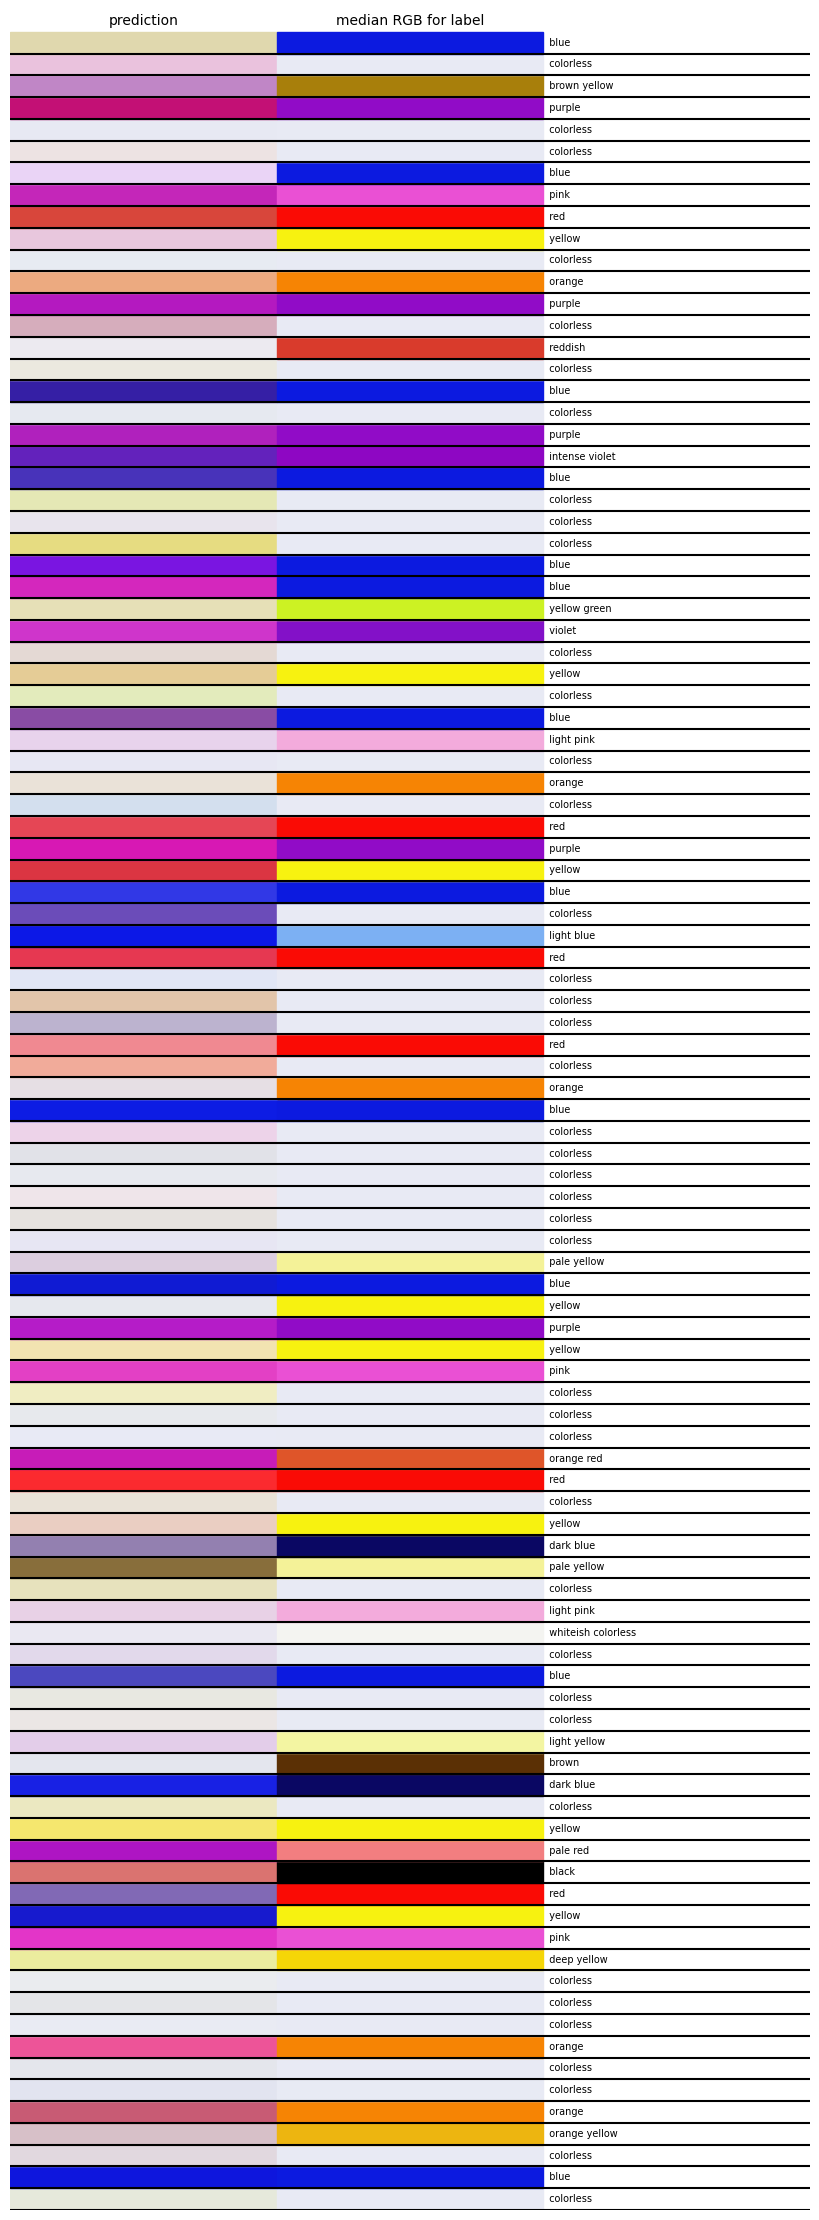 prediction median RGB for label
blue
colorless
brown yellow
purple
colorless
colorless
blue
pink
red
yellow
colorless
orange
purple
colorless
reddish
colorless
blue
colorless
purple
intense violet
blue
colorless
colorless
colorless
blue
blue
yellow green
violet
colorless
yellow
colorless
blue
light pink
colorless
orange
colorless
red
purple
yellow
blue
colorless
light blue
red
colorless
colorless
colorless
red
colorless
orange
blue
colorless
colorless
colorless
colorless
colorless
colorless
pale yellow
blue
yellow
purple
yellow
pink
colorless
colorless
colorless
orange red
red
colorless
yellow
dark blue
pale yellow
colorless
light pink
whiteish colorless
colorless
blue
colorless
colorless
light yellow
brown
dark blue
colorless
yellow
pale red
black
red
yellow
pink
deep yellow
colorless
colorless
colorless
orange
colorless
colorless
orange
orange yellow
colorless
blue
colorless